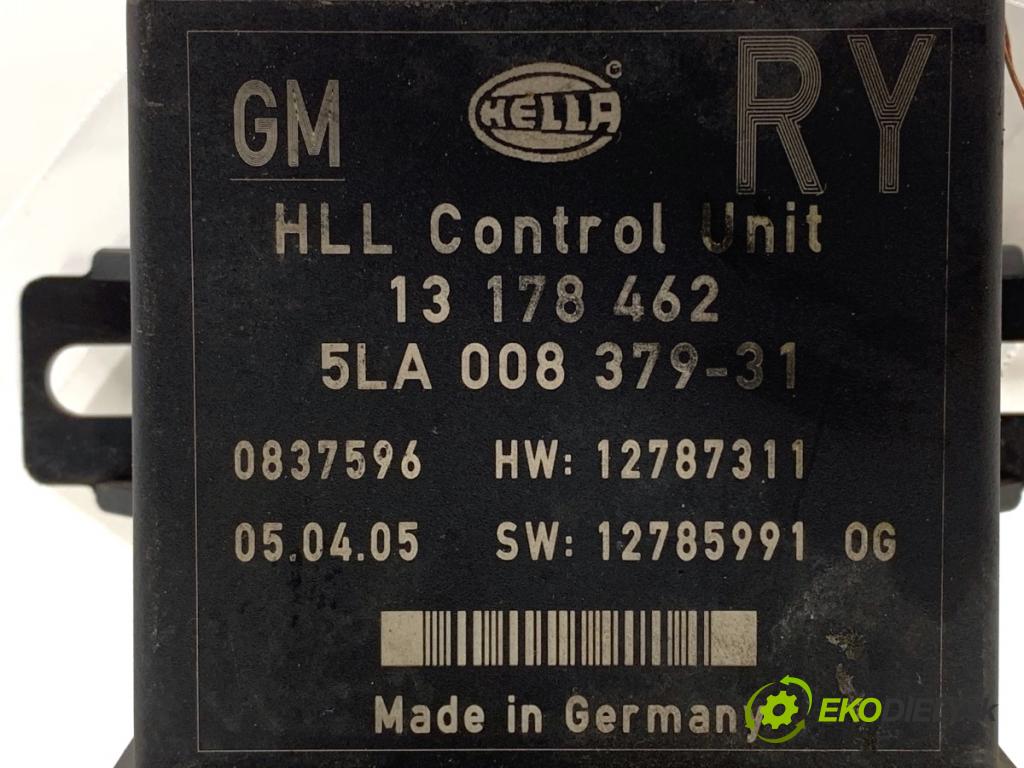 GM HELLA RY
HLL Control Unit
13 178 462
5LA 008 379-31
0837596 HW: 12787311
05.04.05 SW: 12785991 OG
Made in Germany